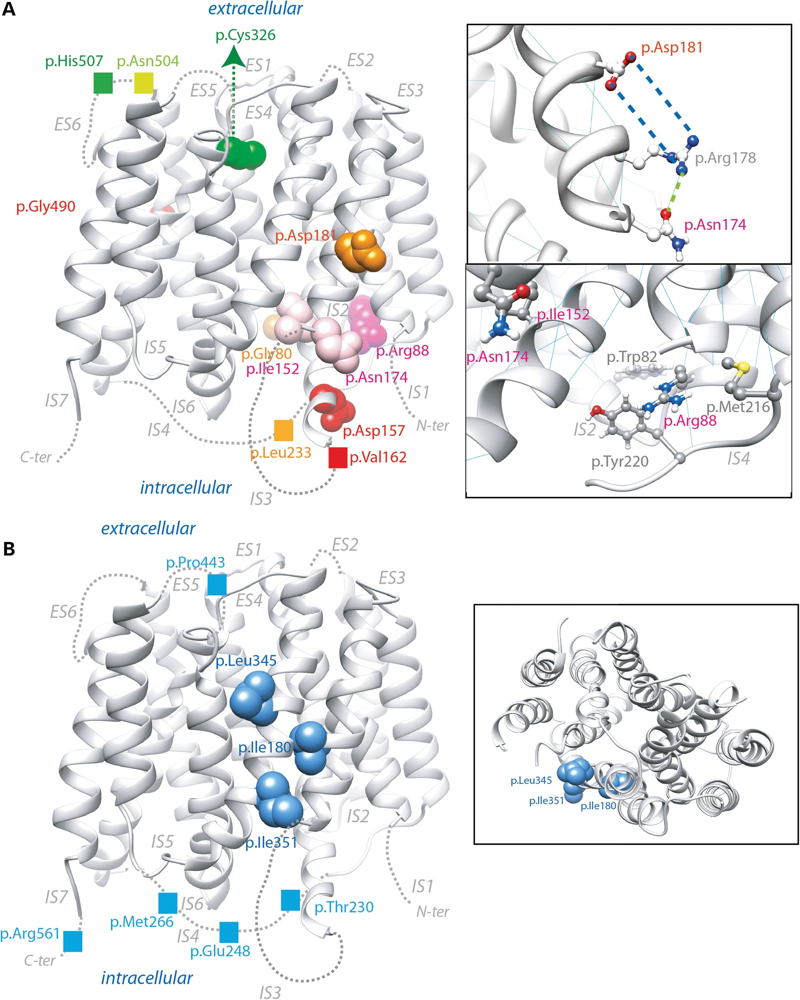 A
extracellular
p.Cys326
p.His507
p.Asn504
ES1
ES2
ES5
ES3
ES4
ES6
p.Gly490
p.Asp181
IS2
p.Gly80
p.Ile152
p.Arg88
p.Asn174
IS5
IS7
IS6
IS1
IS4
N-ter
p.Asp157
C-ter
p.Leu233
p.Val162
intracellular
IS3
p.Asp181
p.Arg178
p.Asn174
p.Ile152
p.Asn174
p.Trp82
p.Met216
p.Arg88
IS2
p.Tyr220
IS4
B
extracellular
ES1
ES2
p.Pro443
ES5
ES3
ES4
ES6
p.Leu345
p.Ile180
IS2
p.Ile351
IS5
IS7
IS6
IS1
p.Thr230
N-ter
p.Met266
p.Arg561
IS4
p.Glu248
C-ter
intracellular
IS3
p.Leu345
p.Ile351
p.Ile180